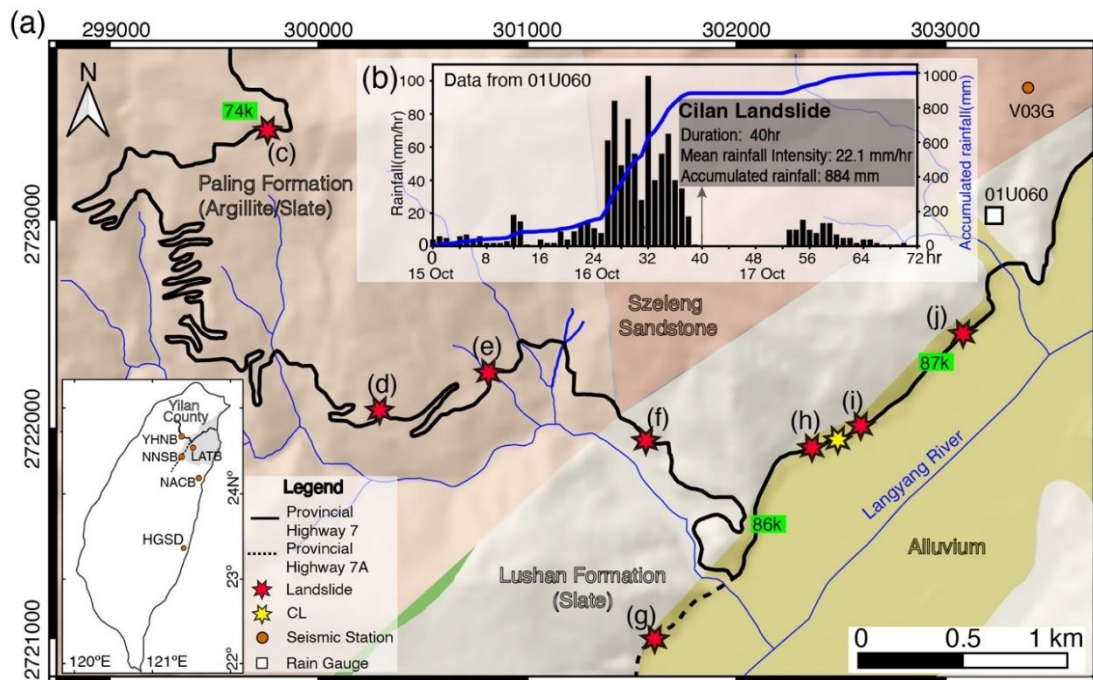 (a)
299000
300000
301000
302000
303000
2723000
2722000
2721000
N
74k
(c)
Paling Formation
(Argillite/Slate)
(b)
Data from 01U060
Rainfall(mm/hr)
100
80
60
40
20
0
Cilan Landslide
Duration: 40hr
Mean rainfall Intensity: 22.1 mm/hr
Accumulated rainfall: 884 mm
1000
800
600
400
200
0
Accumulated rainfall(mm)
0 8 16 24 32 40 48 56 64 72 hr
15 Oct
16 Oct
17 Oct
V03G
01U060
Szeleng
Sandstone
(d)
(e)
(f)
(g)
(h)
(i)
(j)
87k
86k
Langyang River
Alluvium
Lushan Formation
(Slate)
Yilan
County
YHNB
NNSB
LATB
NACB
HGSD
24°N
23°N
22°N
120°E
121°E
Legend
Provincial
Highway 7
Provincial
Highway 7A
Landslide
CL
Seismic Station
Rain Gauge
0 0.5 1 km